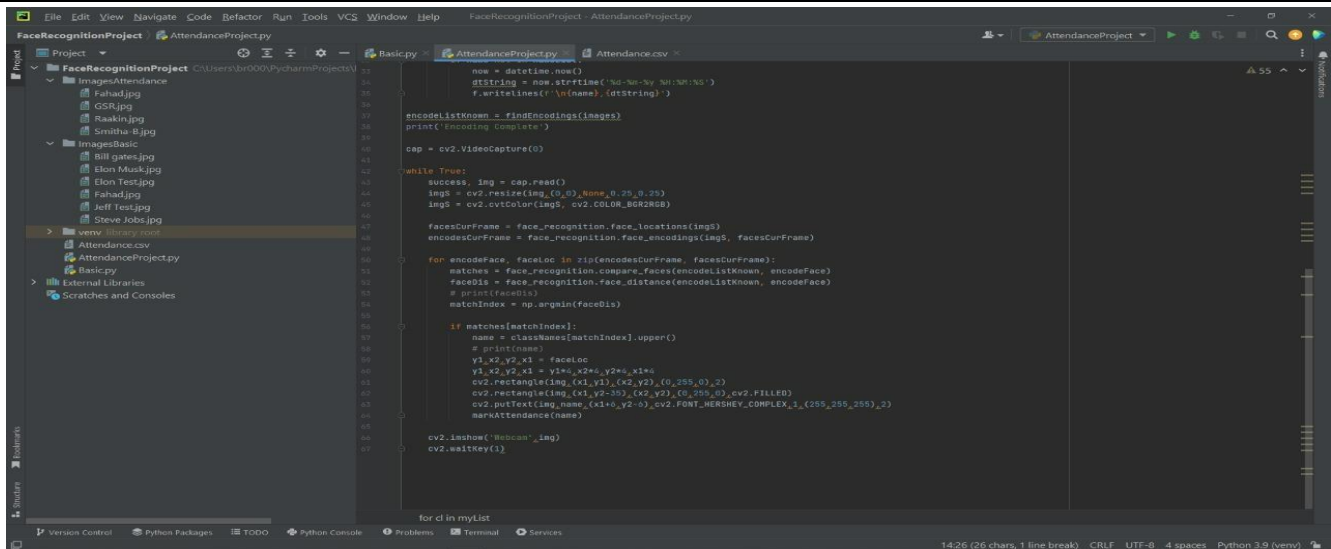 File Edit View Navigate Code Refactor Run Tools VCS Window Help FaceRecognitionProject - AttendanceProject.py
FaceRecognitionProject AttendanceProject.py AttendanceProject
Project Basic.py AttendanceProject.py Attendance.csv
FaceRecognitionProject C:\Users\br000\PycharmProjects\
ImagesAttendance
Fahad.jpg
GSR.jpg
Raakin.jpg
Smitha-B.jpg
ImagesBasic
Bill gates.jpg
Elon Musk.jpg
Elon Test.jpg
Fahad.jpg
Jeff Test.jpg
Steve Jobs.jpg
venv library root
Attendance.csv
AttendanceProject.py
Basic.py
External Libraries
Scratches and Consoles
now = datetime.now()
dtString = now.strftime('%d-%m-%y %H:%M:%S')
f.writelines(f'\n{name},{dtString}')
encodeListKnown = findEncodings(images)
print('Encoding Complete')
cap = cv2.VideoCapture(0)
while True:
success, img = cap.read()
imgS = cv2.resize(img,(0,0),None,0.25,0.25)
imgS = cv2.cvtColor(imgS, cv2.COLOR_BGR2RGB)
facesCurFrame = face_recognition.face_locations(imgS)
encodesCurFrame = face_recognition.face_encodings(imgS, facesCurFrame)
for encodeFace, faceLoc in zip(encodesCurFrame, facesCurFrame):
matches = face_recognition.compare_faces(encodeListKnown, encodeFace)
faceDis = face_recognition.face_distance(encodeListKnown, encodeFace)
# print(faceDis)
matchIndex = np.argmin(faceDis)
if matches[matchIndex]:
name = classNames[matchIndex].upper()
# print(name)
y1,x2,y2,x1 = faceLoc
y1,x2,y2,x1 = y1*4,x2*4,y2*4,x1*4
cv2.rectangle(img,(x1,y1),(x2,y2),(0,255,0),2)
cv2.rectangle(img,(x1,y2-35),(x2,y2),(0,255,0),cv2.FILLED)
cv2.putText(img,name,(x1+6,y2-6),cv2.FONT_HERSHEY_COMPLEX,1,(255,255,255),2)
markAttendance(name)
cv2.imshow('Webcam',img)
cv2.waitKey(1)
for cl in myList
55
Notifications
Project
Bookmarks
Structure
Version Control Python Packages TODO Python Console Problems Terminal Services
14:26 (26 chars, 1 line break) CRLF UTF-8 4 spaces Python 3.9 (venv)